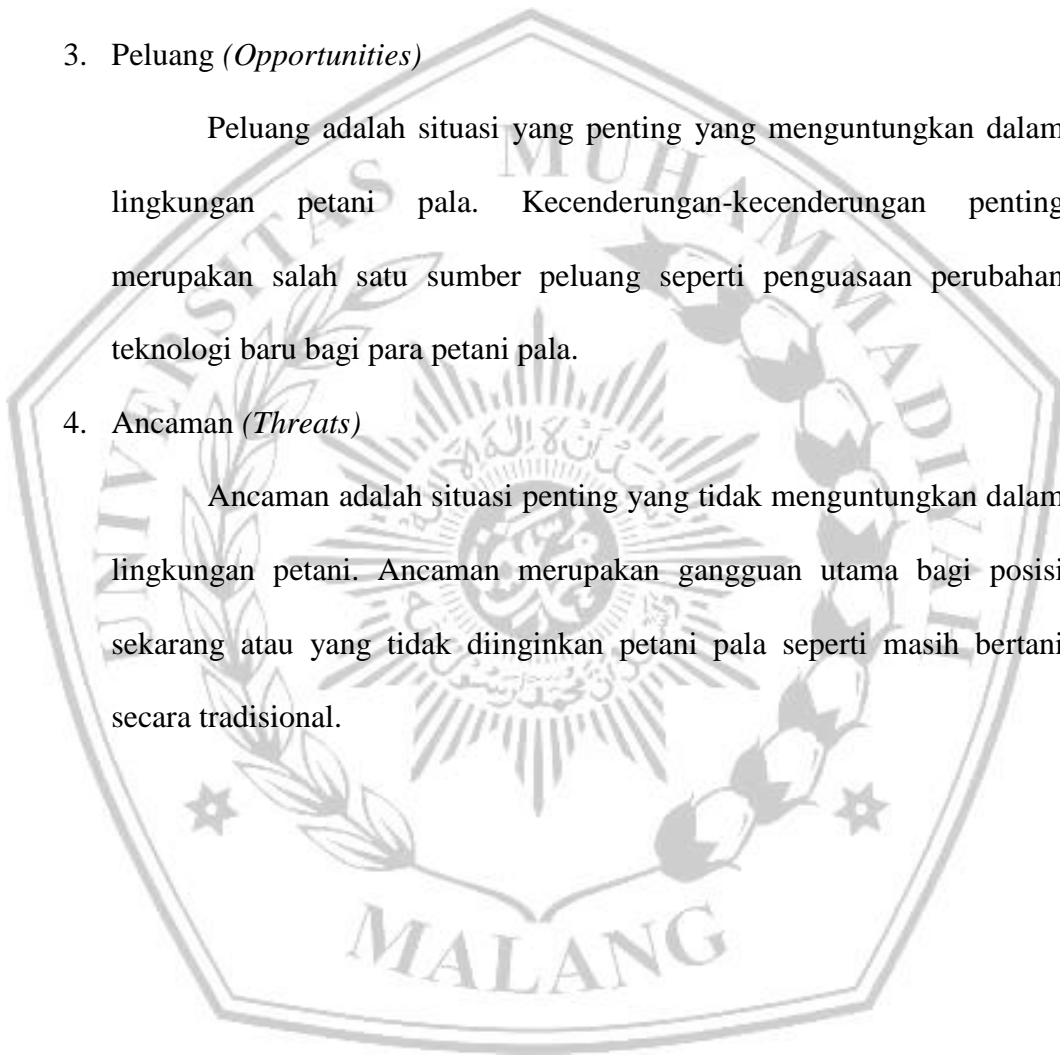 3. Peluang (Opportunities)
Peluang adalah situasi yang penting yang menguntungkan dalam
lingkungan petani pala. Kecenderungan-kecenderungan penting
merupakan salah satu sumber peluang seperti penguasaan perubahan
teknologi baru bagi para petani pala.
4. Ancaman (Threats)
Ancaman adalah situasi penting yang tidak menguntungkan dalam
lingkungan petani. Ancaman merupakan gangguan utama bagi posisi
sekarang atau yang tidak diinginkan petani pala seperti masih bertani
secara tradisional.
UNIVERSITAS MUHAMMADIYAH
MALANG